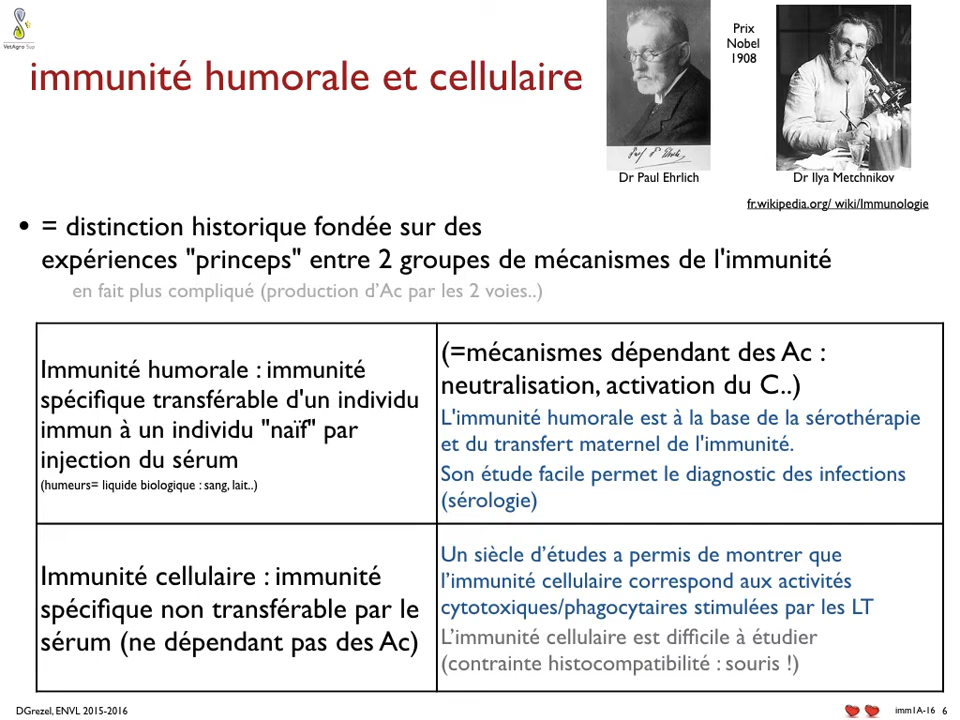 VetAgro Sup
immunité humorale et cellulaire
Prix
Nobel
1908
Dr Paul Ehrlich
Dr Ilya Metchnikov
fr.wikipedia.org/ wiki/Immunologie
• = distinction historique fondée sur des
expériences "princeps" entre 2 groupes de mécanismes de l'immunité
en fait plus compliqué (production d’Ac par les 2 voies..)
Immunité humorale : immunité
spécifique transférable d'un individu
immun à un individu "naïf" par
injection du sérum
(humeurs= liquide biologique : sang, lait..)
(=mécanismes dépendant des Ac :
neutralisation, activation du C..)
L'immunité humorale est à la base de la sérothérapie
et du transfert maternel de l'immunité.
Son étude facile permet le diagnostic des infections
(sérologie)
Immunité cellulaire : immunité
spécifique non transférable par le
sérum (ne dépendant pas des Ac)
Un siècle d’études a permis de montrer que
l’immunité cellulaire correspond aux activités
cytotoxiques/phagocytaires stimulées par les LT
L’immunité cellulaire est difficile à étudier
(contrainte histocompatibilité : souris !)
DGrezel, ENVL 2015-2016
imm1A-16 6